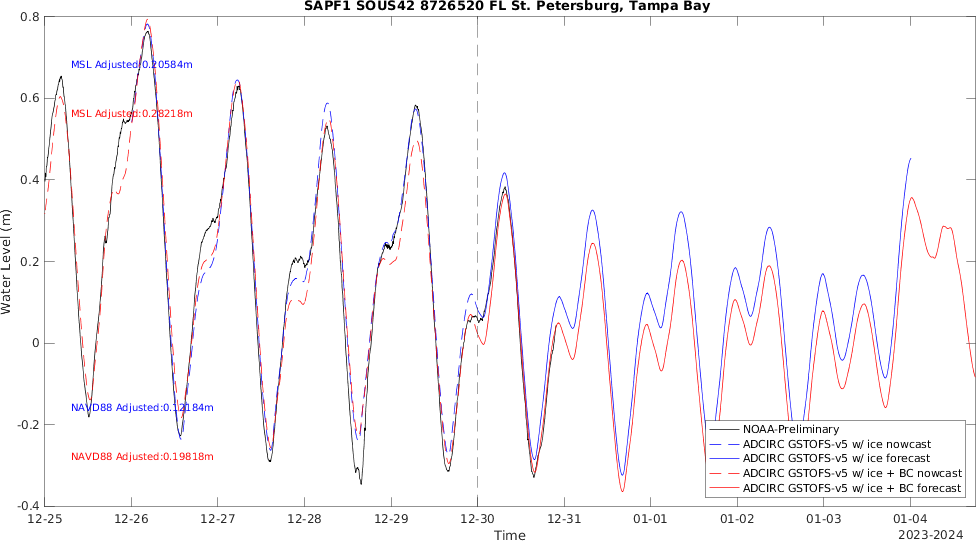 SAPF1 SOUS42 8726520 FL St. Petersburg, Tampa Bay
0.8
0.6
0.4
0.2
0
-0.2
-0.4
Water Level (m)
MSL Adjusted:0.20584m
MSL Adjusted:0.28218m
NAVD88 Adjusted:0.12184m
NAVD88 Adjusted:0.19818m
NOAA-Preliminary
ADCIRC GSTOFS-v5 w/ ice nowcast
ADCIRC GSTOFS-v5 w/ ice forecast
ADCIRC GSTOFS-v5 w/ ice + BC nowcast
ADCIRC GSTOFS-v5 w/ ice + BC forecast
12-25 12-26 12-27 12-28 12-29 12-30 12-31 01-01 01-02 01-03 01-04
Time
2023-2024